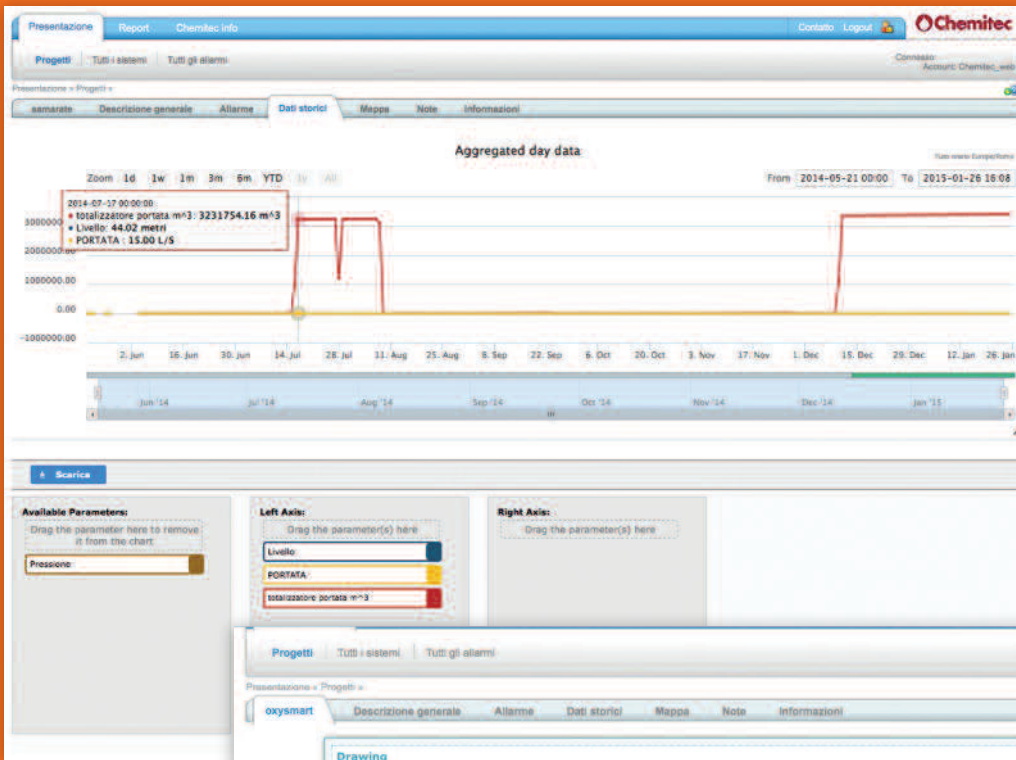 Presentazione Report Chemitec info Contatto Logout Chemitec
Progetti Tutti i sistemi Tutti gli allarmi
Connesso
Account: Chemitec_web
Presentazione » Progetti »
samarate Descrizione generale Allarme Dati storici Mappa Note Informazioni
Aggregated day data
Zoom 1d 1w 1m 3m 6m YTD 1y All From 2014-05-21 00:00 To 2015-01-26 16:08
2014-07-17 00:00:00
totalizzatore portata m^3: 3231754.16 m^3
Livello: 44.02 metri
PORTATA : 15.00 L/S
1000000.00
0.00
-1000000.00
2. Jun 16. Jun 30. Jun 14. Jul 28. Jul 11. Aug 25. Aug 8. Sep 22. Sep 6. Oct 20. Oct 3. Nov 17. Nov 1. Dec 15. Dec 29. Dec 12. Jan 26. Jan
Jun '14 Jul '14 Aug '14 Sep '14 Oct '14 Nov '14 Dec '14 Jan '15
Scarica
Available Parameters:
Drag the parameter here to remove
it from the chart
Pressione
Left Axis:
Drag the parameter(s) here
Livello
PORTATA
totalizzatore portata m^3
Right Axis:
Drag the parameter(s) here
Progetti Tutti i sistemi Tutti gli allarmi
Presentazione » Progetti »
oxysmart Descrizione generale Allarme Dati storici Mappa Note Informazioni
Drawing